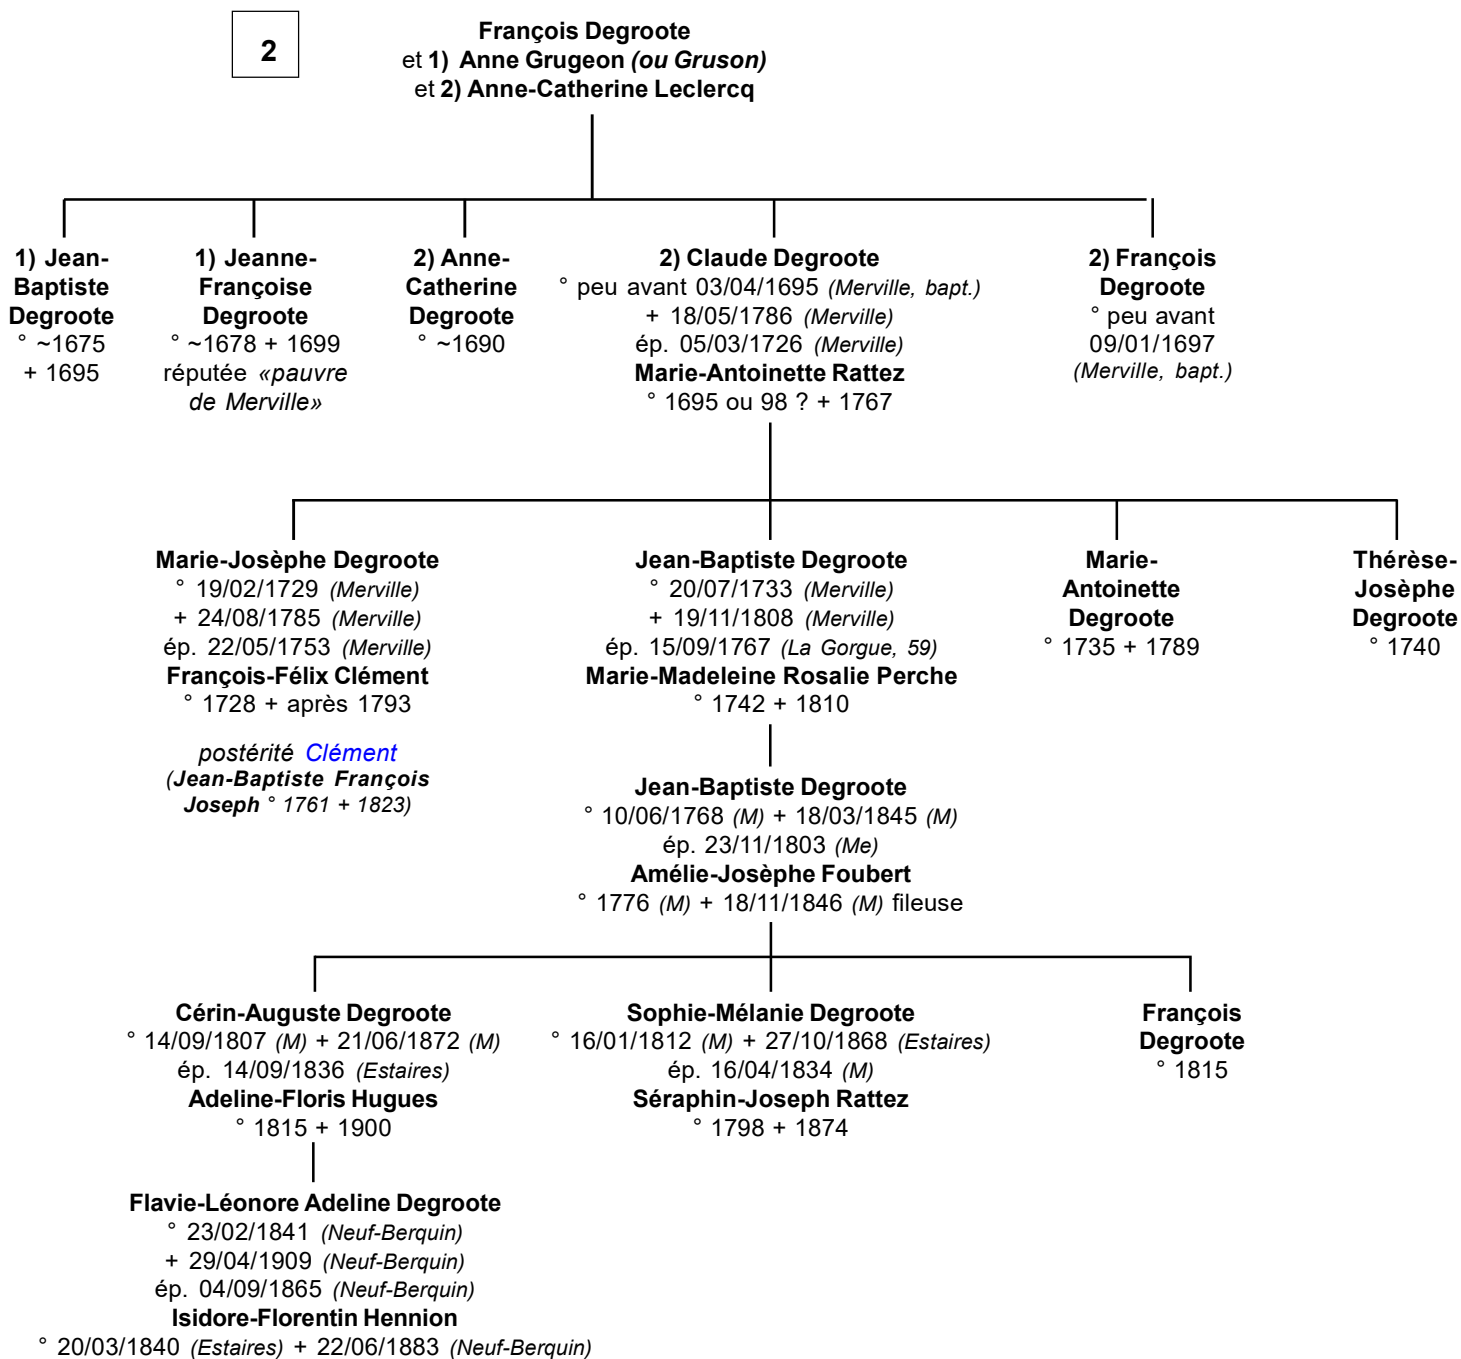 2
François Degroote
et 1) Anne Grugeon (ou Gruson)
et 2) Anne-Catherine Leclercq
1) Jean-
Baptiste
Degroote
° ~1675
+ 1695
1) Jeanne-
Françoise
Degroote
° ~1678 + 1699
réputée «pauvre
de Merville»
2) Anne-
Catherine
Degroote
° ~1690
2) Claude Degroote
° peu avant 03/04/1695 (Merville, bapt.)
+ 18/05/1786 (Merville)
ép. 05/03/1726 (Merville)
Marie-Antoinette Rattez
° 1695 ou 98 ? + 1767
2) François
Degroote
° peu avant
09/01/1697
(Merville, bapt.)
Marie-Josèphe Degroote
° 19/02/1729 (Merville)
+ 24/08/1785 (Merville)
ép. 22/05/1753 (Merville)
François-Félix Clément
° 1728 + après 1793
postérité Clément
(Jean-Baptiste François
Joseph ° 1761 + 1823)
Jean-Baptiste Degroote
° 20/07/1733 (Merville)
+ 19/11/1808 (Merville)
ép. 15/09/1767 (La Gorgue, 59)
Marie-Madeleine Rosalie Perche
° 1742 + 1810
Marie-
Antoinette
Degroote
° 1735 + 1789
Thérèse-
Josèphe
Degroote
° 1740
Jean-Baptiste Degroote
° 10/06/1768 (M) + 18/03/1845 (M)
ép. 23/11/1803 (Me)
Amélie-Josèphe Foubert
° 1776 (M) + 18/11/1846 (M) fileuse
Cérin-Auguste Degroote
° 14/09/1807 (M) + 21/06/1872 (M)
ép. 14/09/1836 (Estaires)
Adeline-Floris Hugues
° 1815 + 1900
Sophie-Mélanie Degroote
° 16/01/1812 (M) + 27/10/1868 (Estaires)
ép. 16/04/1834 (M)
Séraphin-Joseph Rattez
° 1798 + 1874
François
Degroote
° 1815
Flavie-Léonore Adeline Degroote
° 23/02/1841 (Neuf-Berquin)
+ 29/04/1909 (Neuf-Berquin)
ép. 04/09/1865 (Neuf-Berquin)
Isidore-Florentin Hennion
° 20/03/1840 (Estaires) + 22/06/1883 (Neuf-Berquin)